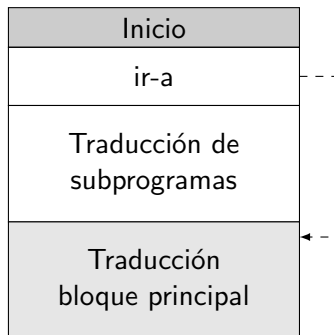 Inicio
ir-a
Traducción de
subprogramas
Traducción
bloque principal